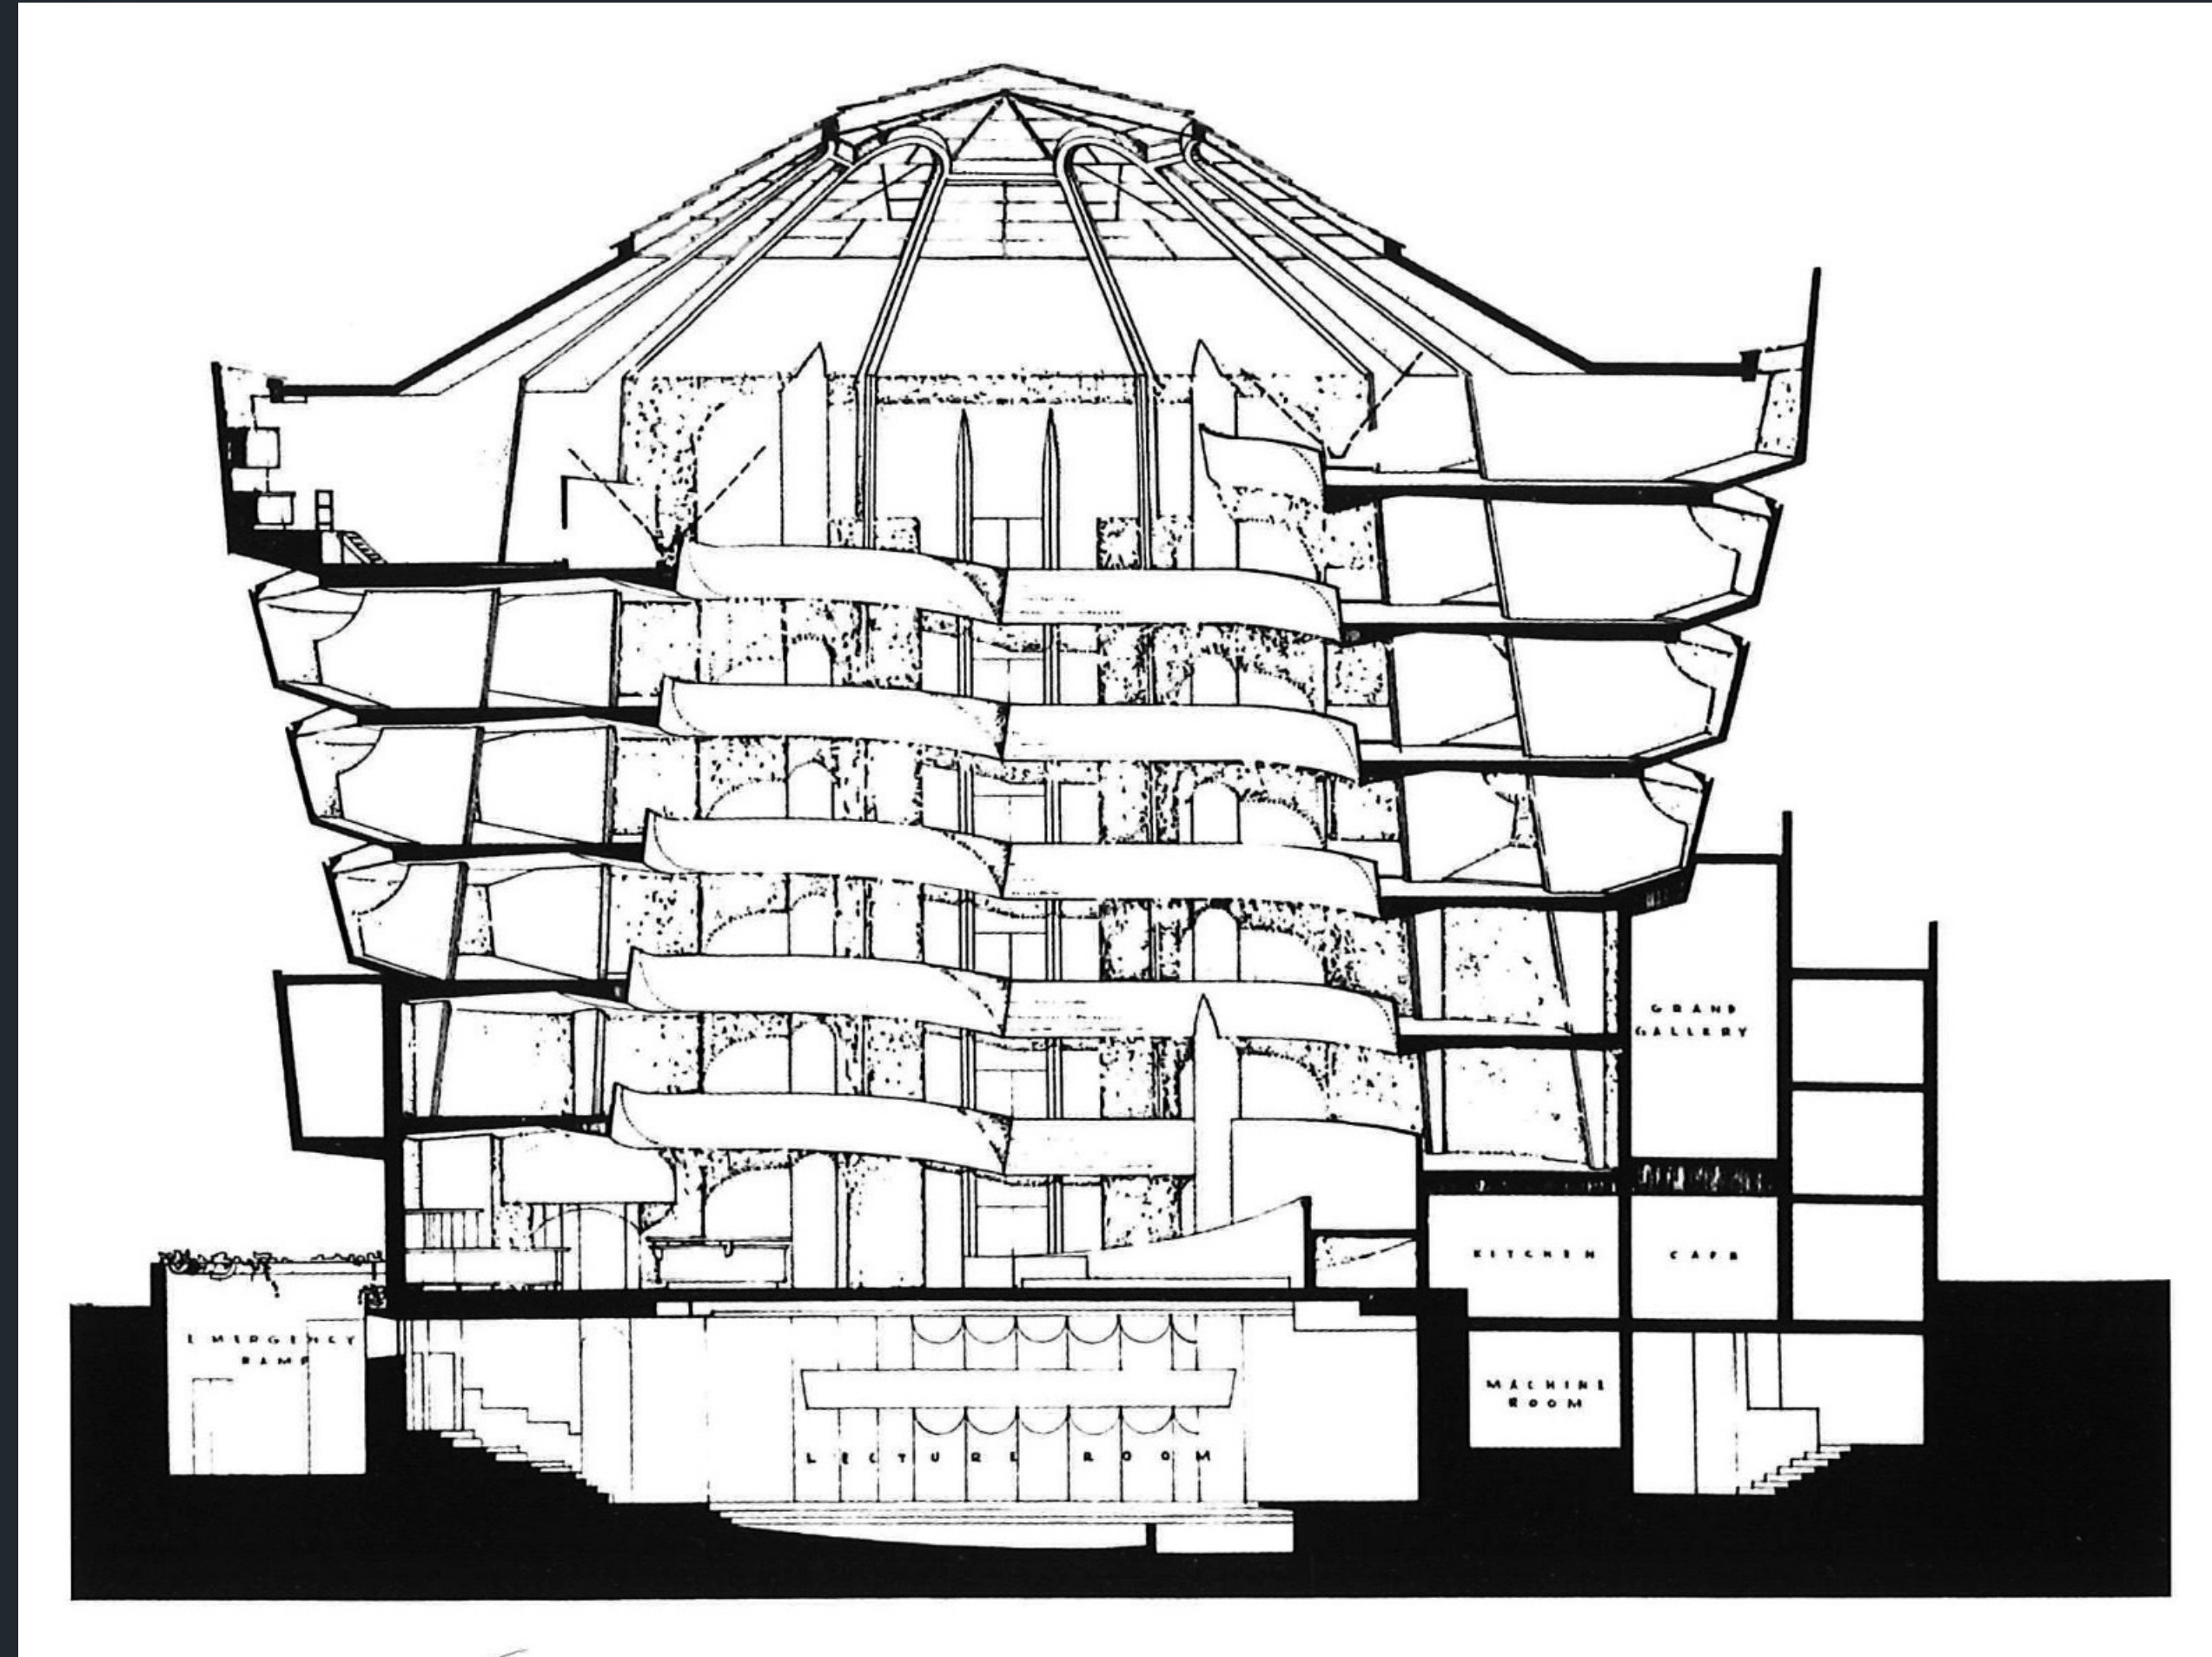 GRAND
GALLERY
KITCHEN
CAFE
EMERGENCY
RAMP
MACHINE
ROOM
LECTURE ROOM